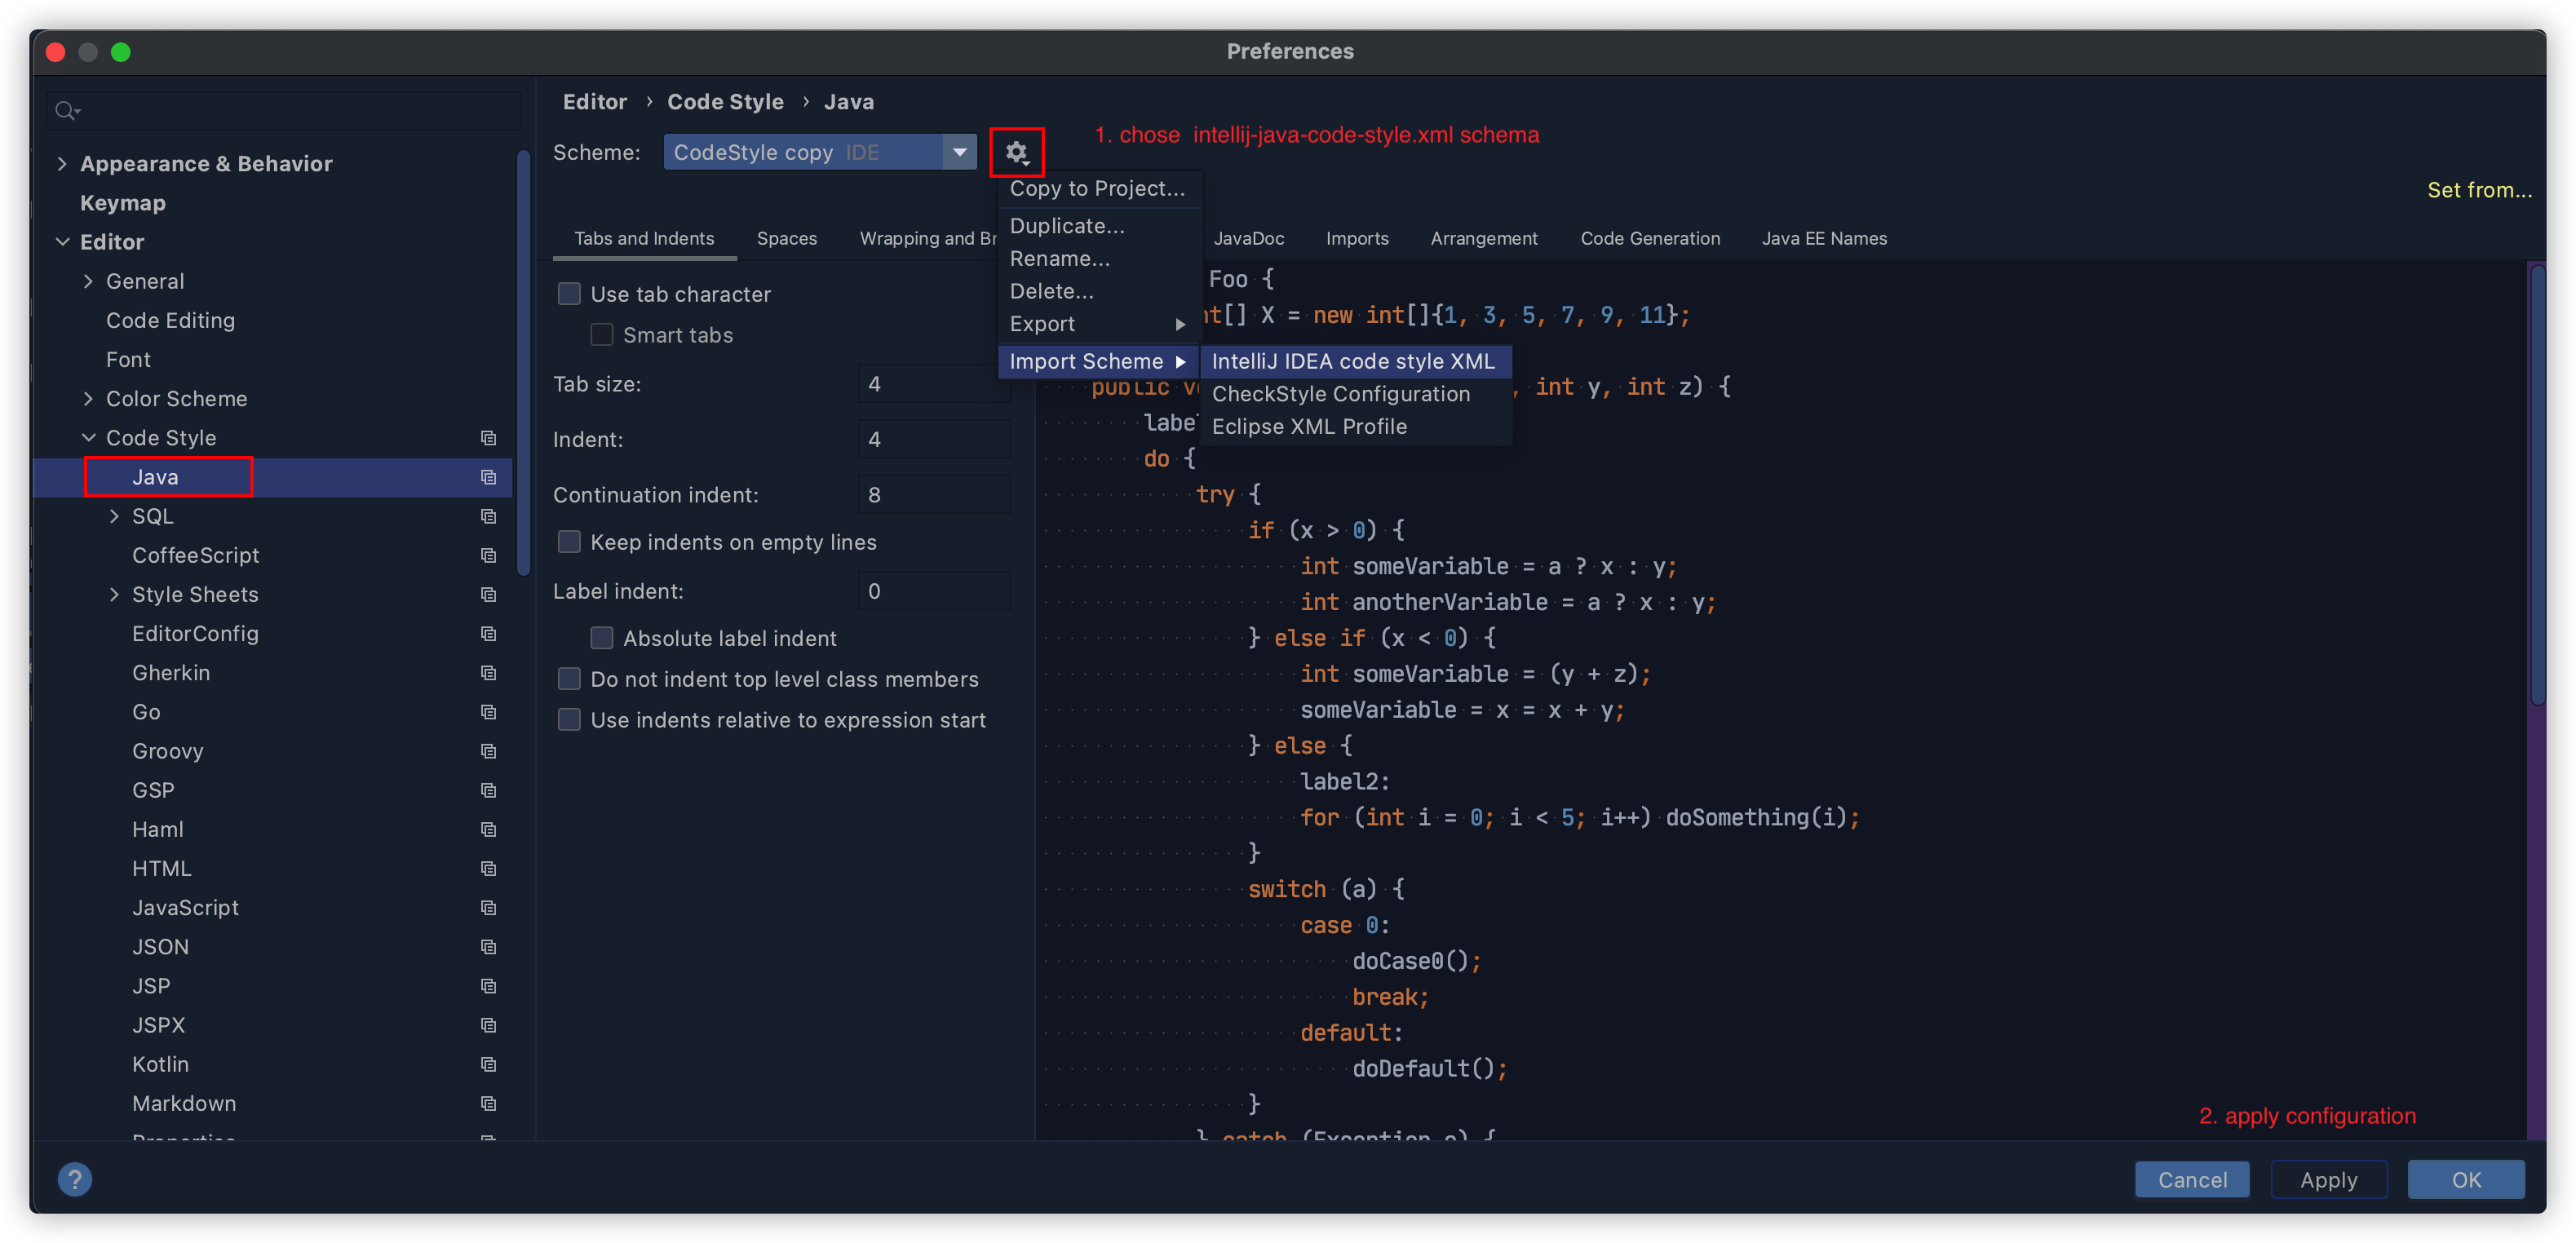 Preferences
Editor › Code Style › Java
Scheme: CodeStyle copy IDE
1. chose intellij-java-code-style.xml schema
Set from...
Appearance & Behavior
Keymap
Editor
General
Code Editing
Font
Color Scheme
Code Style
Java
SQL
CoffeeScript
Style Sheets
EditorConfig
Gherkin
Go
Groovy
GSP
Haml
HTML
JavaScript
JSON
JSP
JSPX
Kotlin
Markdown
Properties
Copy to Project...
Duplicate...
Rename...
Delete...
Export
Import Scheme
IntelliJ IDEA code style XML
CheckStyle Configuration
Eclipse XML Profile
Tabs and Indents Spaces Wrapping and Br JavaDoc Imports Arrangement Code Generation Java EE Names
Use tab character
Smart tabs
Tab size: 4
Indent: 4
Continuation indent: 8
Keep indents on empty lines
Label indent: 0
Absolute label indent
Do not indent top level class members
Use indents relative to expression start
Foo {
nt[] X = new int[]{1, 3, 5, 7, 9, 11};
public v , int y, int z) {
labe
do {
try {
if (x > 0) {
int someVariable = a ? x : y;
int anotherVariable = a ? x : y;
} else if (x < 0) {
int someVariable = (y + z);
someVariable = x = x + y;
} else {
label2:
for (int i = 0; i < 5; i++) doSomething(i);
}
switch (a) {
case 0:
doCase0();
break;
default:
doDefault();
}
} catch (Exception e) {
2. apply configuration
?
Cancel Apply OK